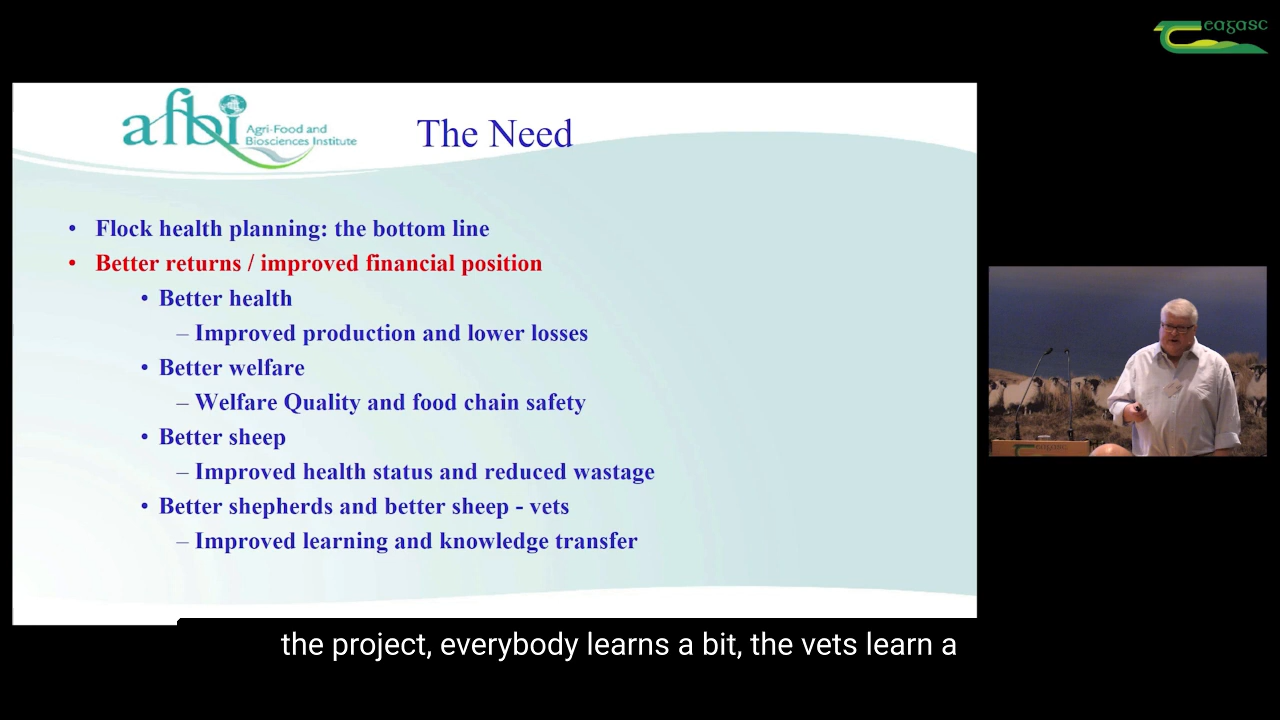 eagasc
afbi
Agri-Food and
Biosciences Institute
The Need
• Flock health planning: the bottom line
• Better returns / improved financial position
• Better health
– Improved production and lower losses
• Better welfare
– Welfare Quality and food chain safety
• Better sheep
– Improved health status and reduced wastage
• Better shepherds and better sheep - vets
– Improved learning and knowledge transfer
the project, everybody learns a bit, the vets learn a